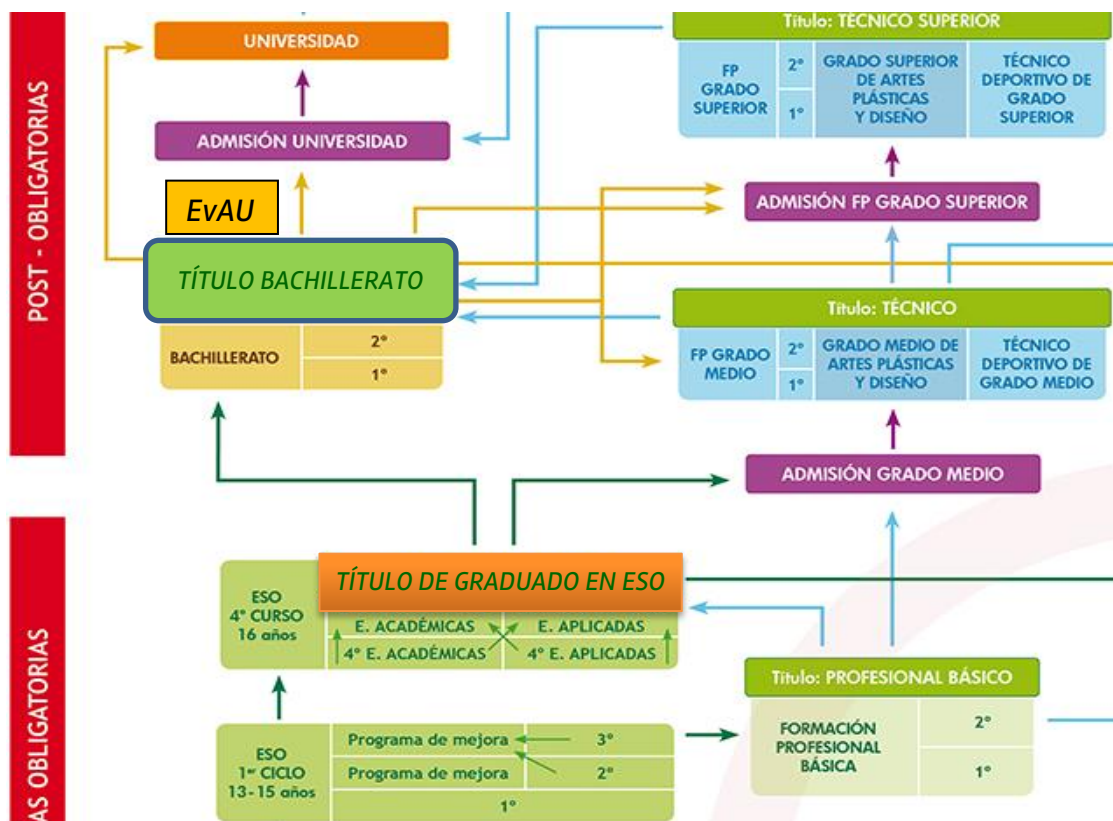 POST - OBLIGATORIAS
UNIVERSIDAD
ADMISIÓN UNIVERSIDAD
EvAU
TÍTULO BACHILLERATO
BACHILLERATO
2º
1º
Título: TÉCNICO SUPERIOR
FP
GRADO
SUPERIOR
2º
1º
GRADO SUPERIOR
DE ARTES
PLÁSTICAS
Y DISEÑO
TÉCNICO
DEPORTIVO DE
GRADO
SUPERIOR
ADMISIÓN FP GRADO SUPERIOR
Título: TÉCNICO
FP GRADO
MEDIO
2º
1º
GRADO MEDIO DE
ARTES PLÁSTICAS
Y DISEÑO
TÉCNICO
DEPORTIVO DE
GRADO MEDIO
ADMISIÓN GRADO MEDIO
AS OBLIGATORIAS
ESO
4º CURSO
16 años
TÍTULO DE GRADUADO EN ESO
E. ACADÉMICAS
E. APLICADAS
4º E. ACADÉMICAS
4º E. APLICADAS
ESO
1er CICLO
13-15 años
Programa de mejora
3º
Programa de mejora
2º
1º
Título: PROFESIONAL BÁSICO
FORMACIÓN
PROFESIONAL
BÁSICA
2º
1º